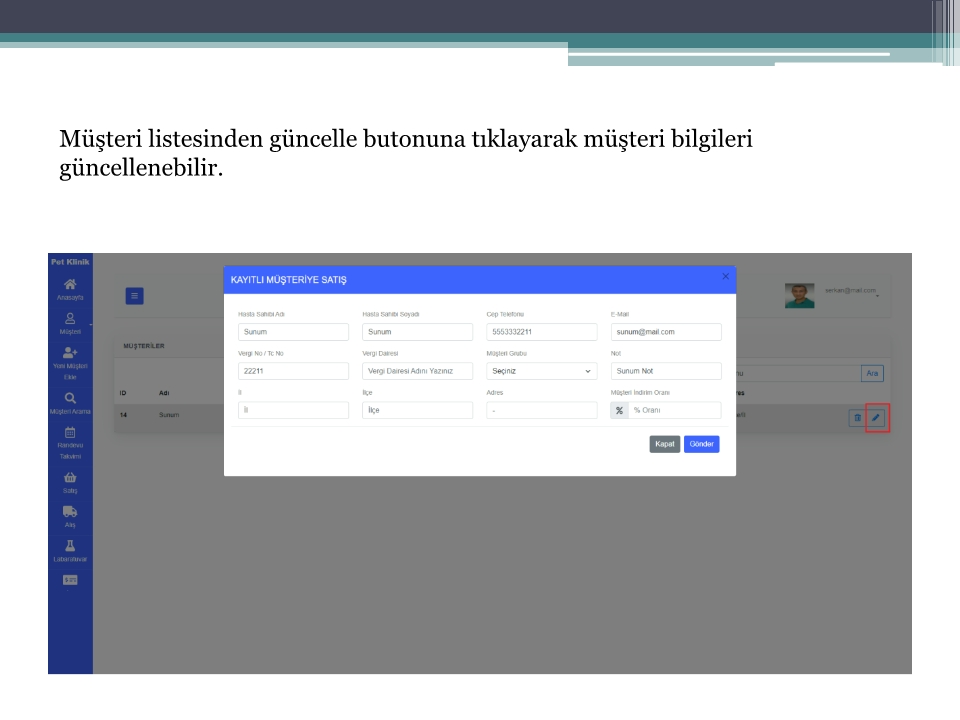 Müşteri listesinden güncelle butonuna tıklayarak müşteri bilgileri
güncellenebilir.
Pet Klinik
Anasayfa
Müşteri
Yeni Müşteri
Ekle
Müşteri Arama
Randevu
Takvimi
Satış
Alış
Laboratuvar
serhan@mail.com
MÜŞTERİLER
Ara
ID Adı
14 Sunum
KAYITLI MÜŞTERİYE SATIŞ
Hasta Sahibi Adı Hasta Sahibi Soyadı Cep Telefonu E-Mail
Sunum Sunum 5553332211 sunum@mail.com
Vergi No / Tc No Vergi Dairesi Müşteri Grubu Not
22211 Vergi Dairesi Adını Yazınız Seçiniz Sunum Not
İl İlçe Adres Müşteri İndirim Oranı
İl İlçe - % % Oranı
Kapat Gönder